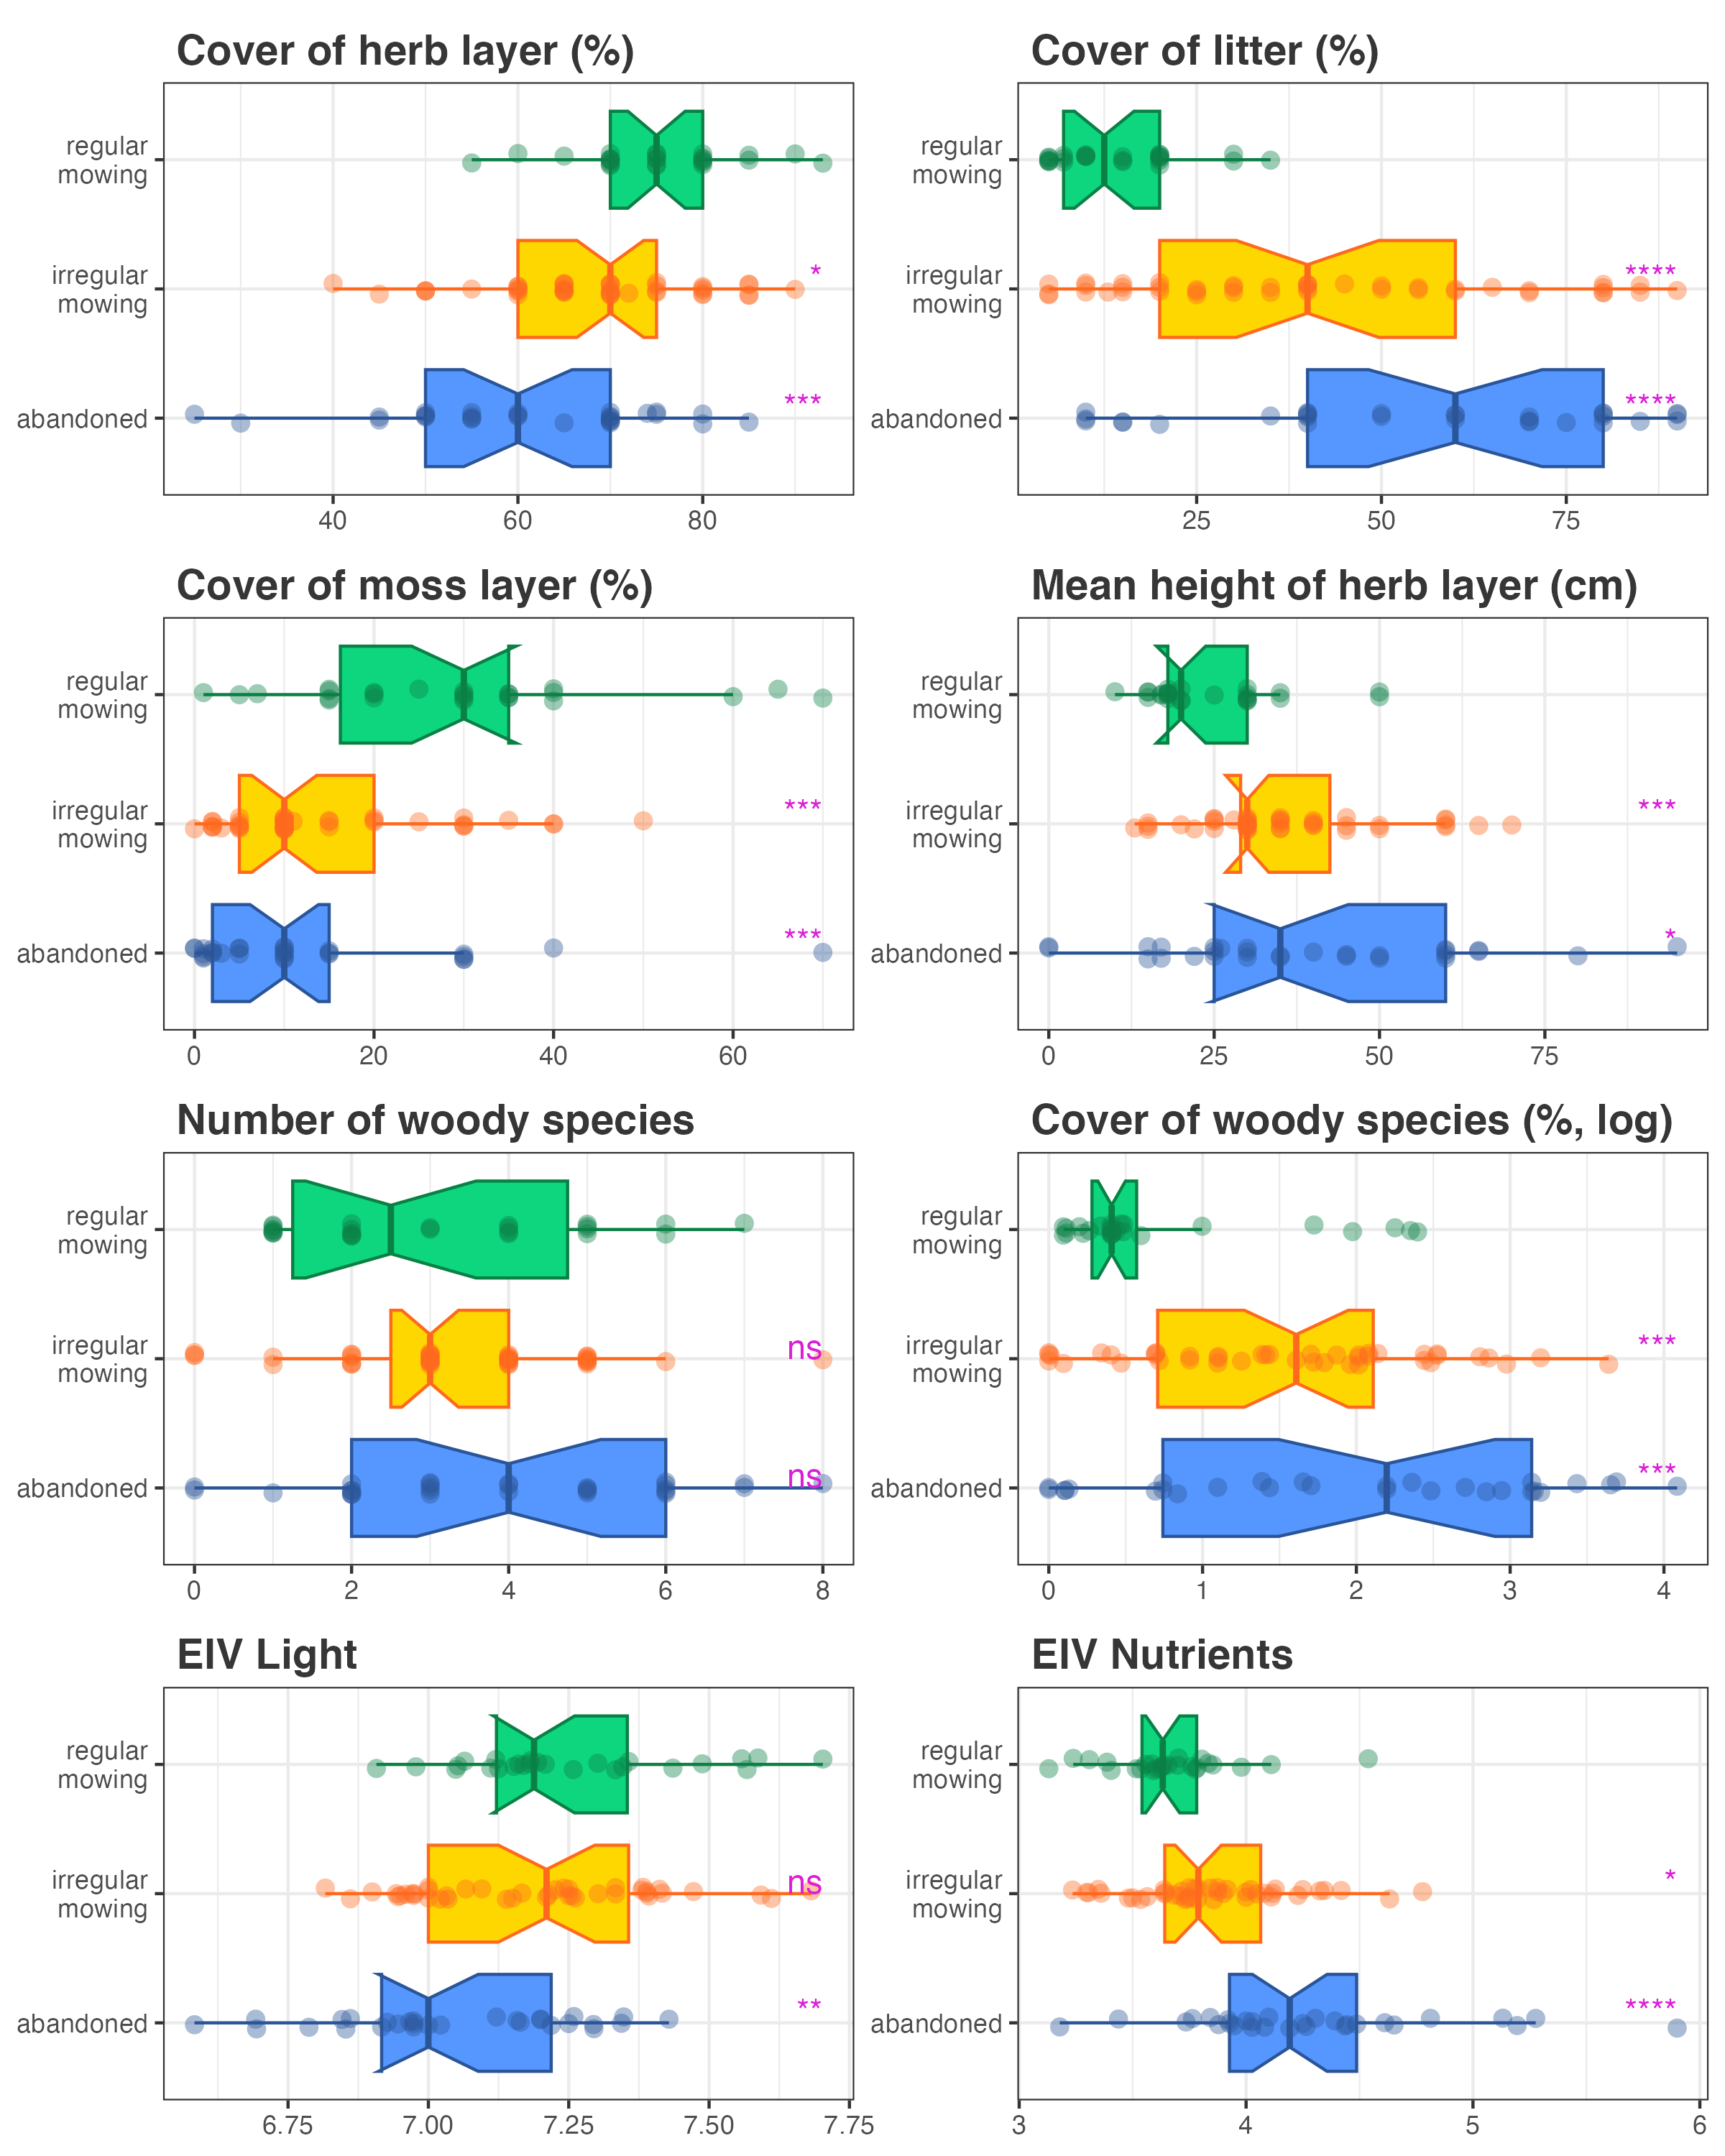 Cover of herb layer (%)
regular
mowing
irregular
mowing
*
abandoned
***
40 60 80
Cover of litter (%)
regular
mowing
irregular
mowing
****
abandoned
****
25 50 75
Cover of moss layer (%)
regular
mowing
irregular
mowing
***
abandoned
***
0 20 40 60
Mean height of herb layer (cm)
regular
mowing
irregular
mowing
***
abandoned
*
0 25 50 75
Number of woody species
regular
mowing
irregular
mowing
ns
abandoned
ns
0 2 4 6 8
Cover of woody species (%, log)
regular
mowing
irregular
mowing
***
abandoned
***
0 1 2 3 4
EIV Light
regular
mowing
irregular
mowing
ns
abandoned
**
6.75 7.00 7.25 7.50 7.75
EIV Nutrients
regular
mowing
irregular
mowing
*
abandoned
****
3 4 5 6